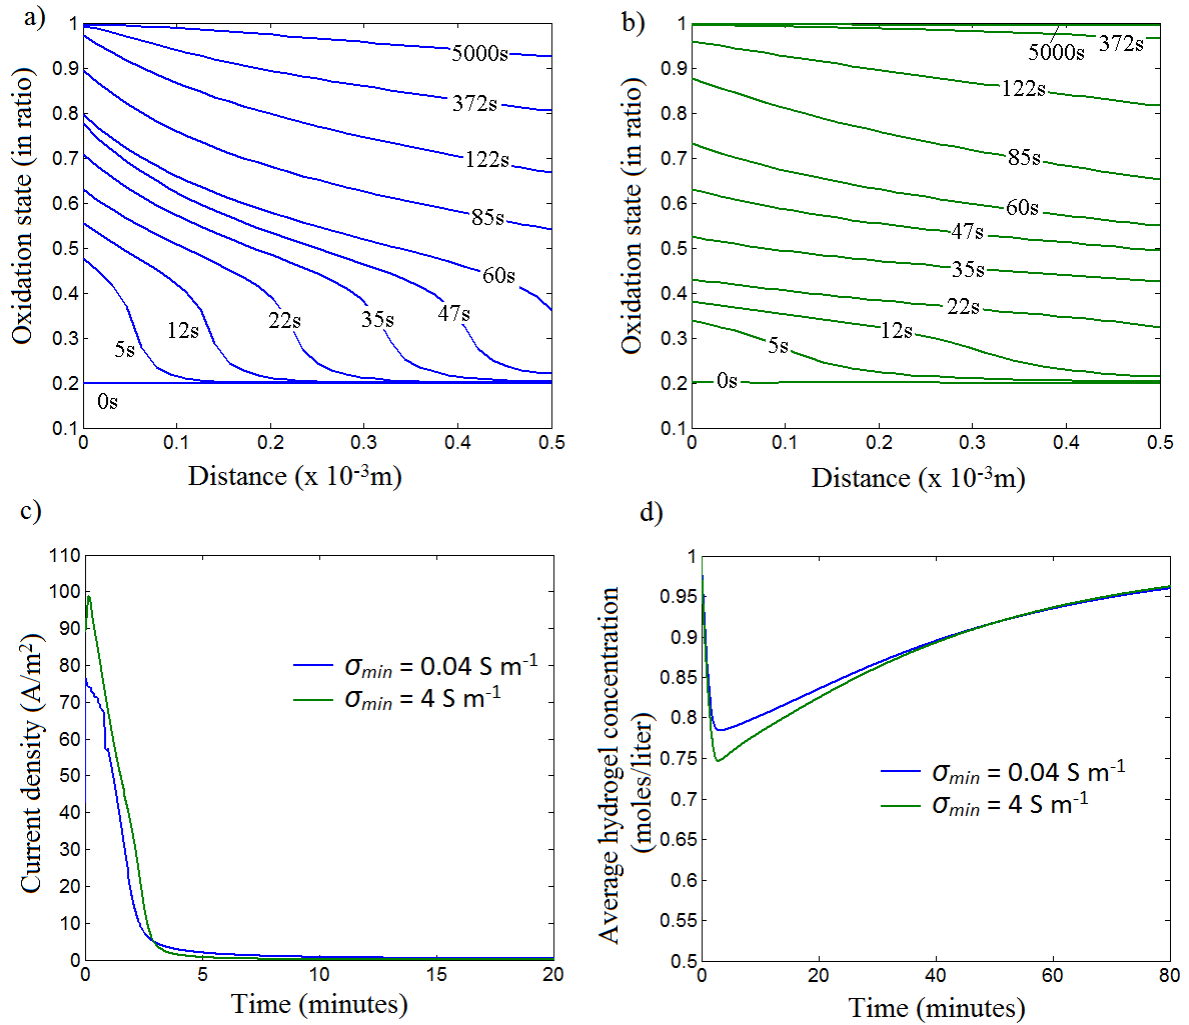 a)
Oxidation state (in ratio)
1
0.9
0.8
0.7
0.6
0.5
0.4
0.3
0.2
0.1
5000s
372s
122s
85s
60s
47s
35s
22s
12s
5s
0s
0 0.1 0.2 0.3 0.4 0.5
Distance (x 10⁻³m)
b)
Oxidation state (in ratio)
1
0.9
0.8
0.7
0.6
0.5
0.4
0.3
0.2
0.1
5000s
372s
122s
85s
60s
47s
35s
22s
12s
5s
0s
0 0.1 0.2 0.3 0.4 0.5
Distance (x 10⁻³m)
c)
Current density (A/m²)
110
100
90
80
70
60
50
40
30
20
10
0
σmin = 0.04 S m⁻¹
σmin = 4 S m⁻¹
0 5 10 15 20
Time (minutes)
d)
Average hydrogel concentration
(moles/liter)
1
0.95
0.9
0.85
0.8
0.75
0.7
0.65
0.6
0.55
0.5
σmin = 0.04 S m⁻¹
σmin = 4 S m⁻¹
0 20 40 60 80
Time (minutes)